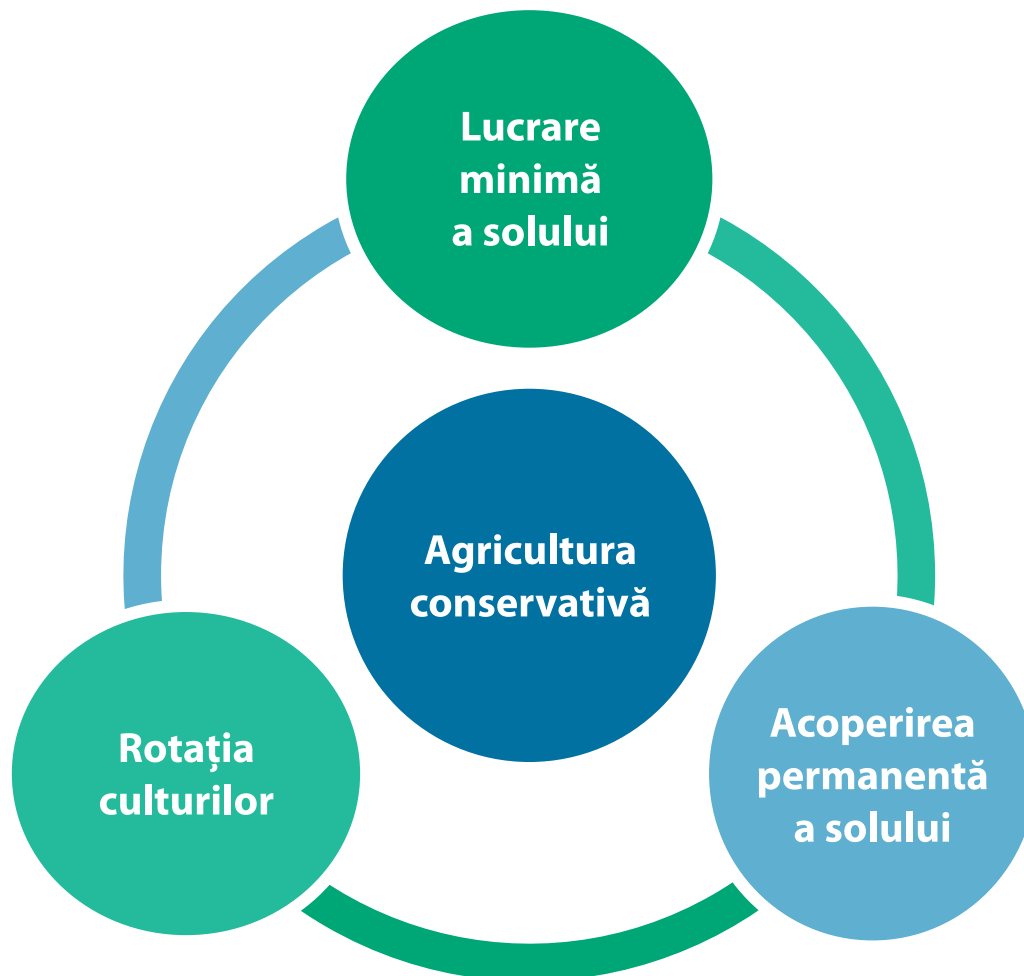 Lucrare
minimă
a solului
Agricultura
conservativă
Rotația
culturilor
Acoperirea
permanentă
a solului